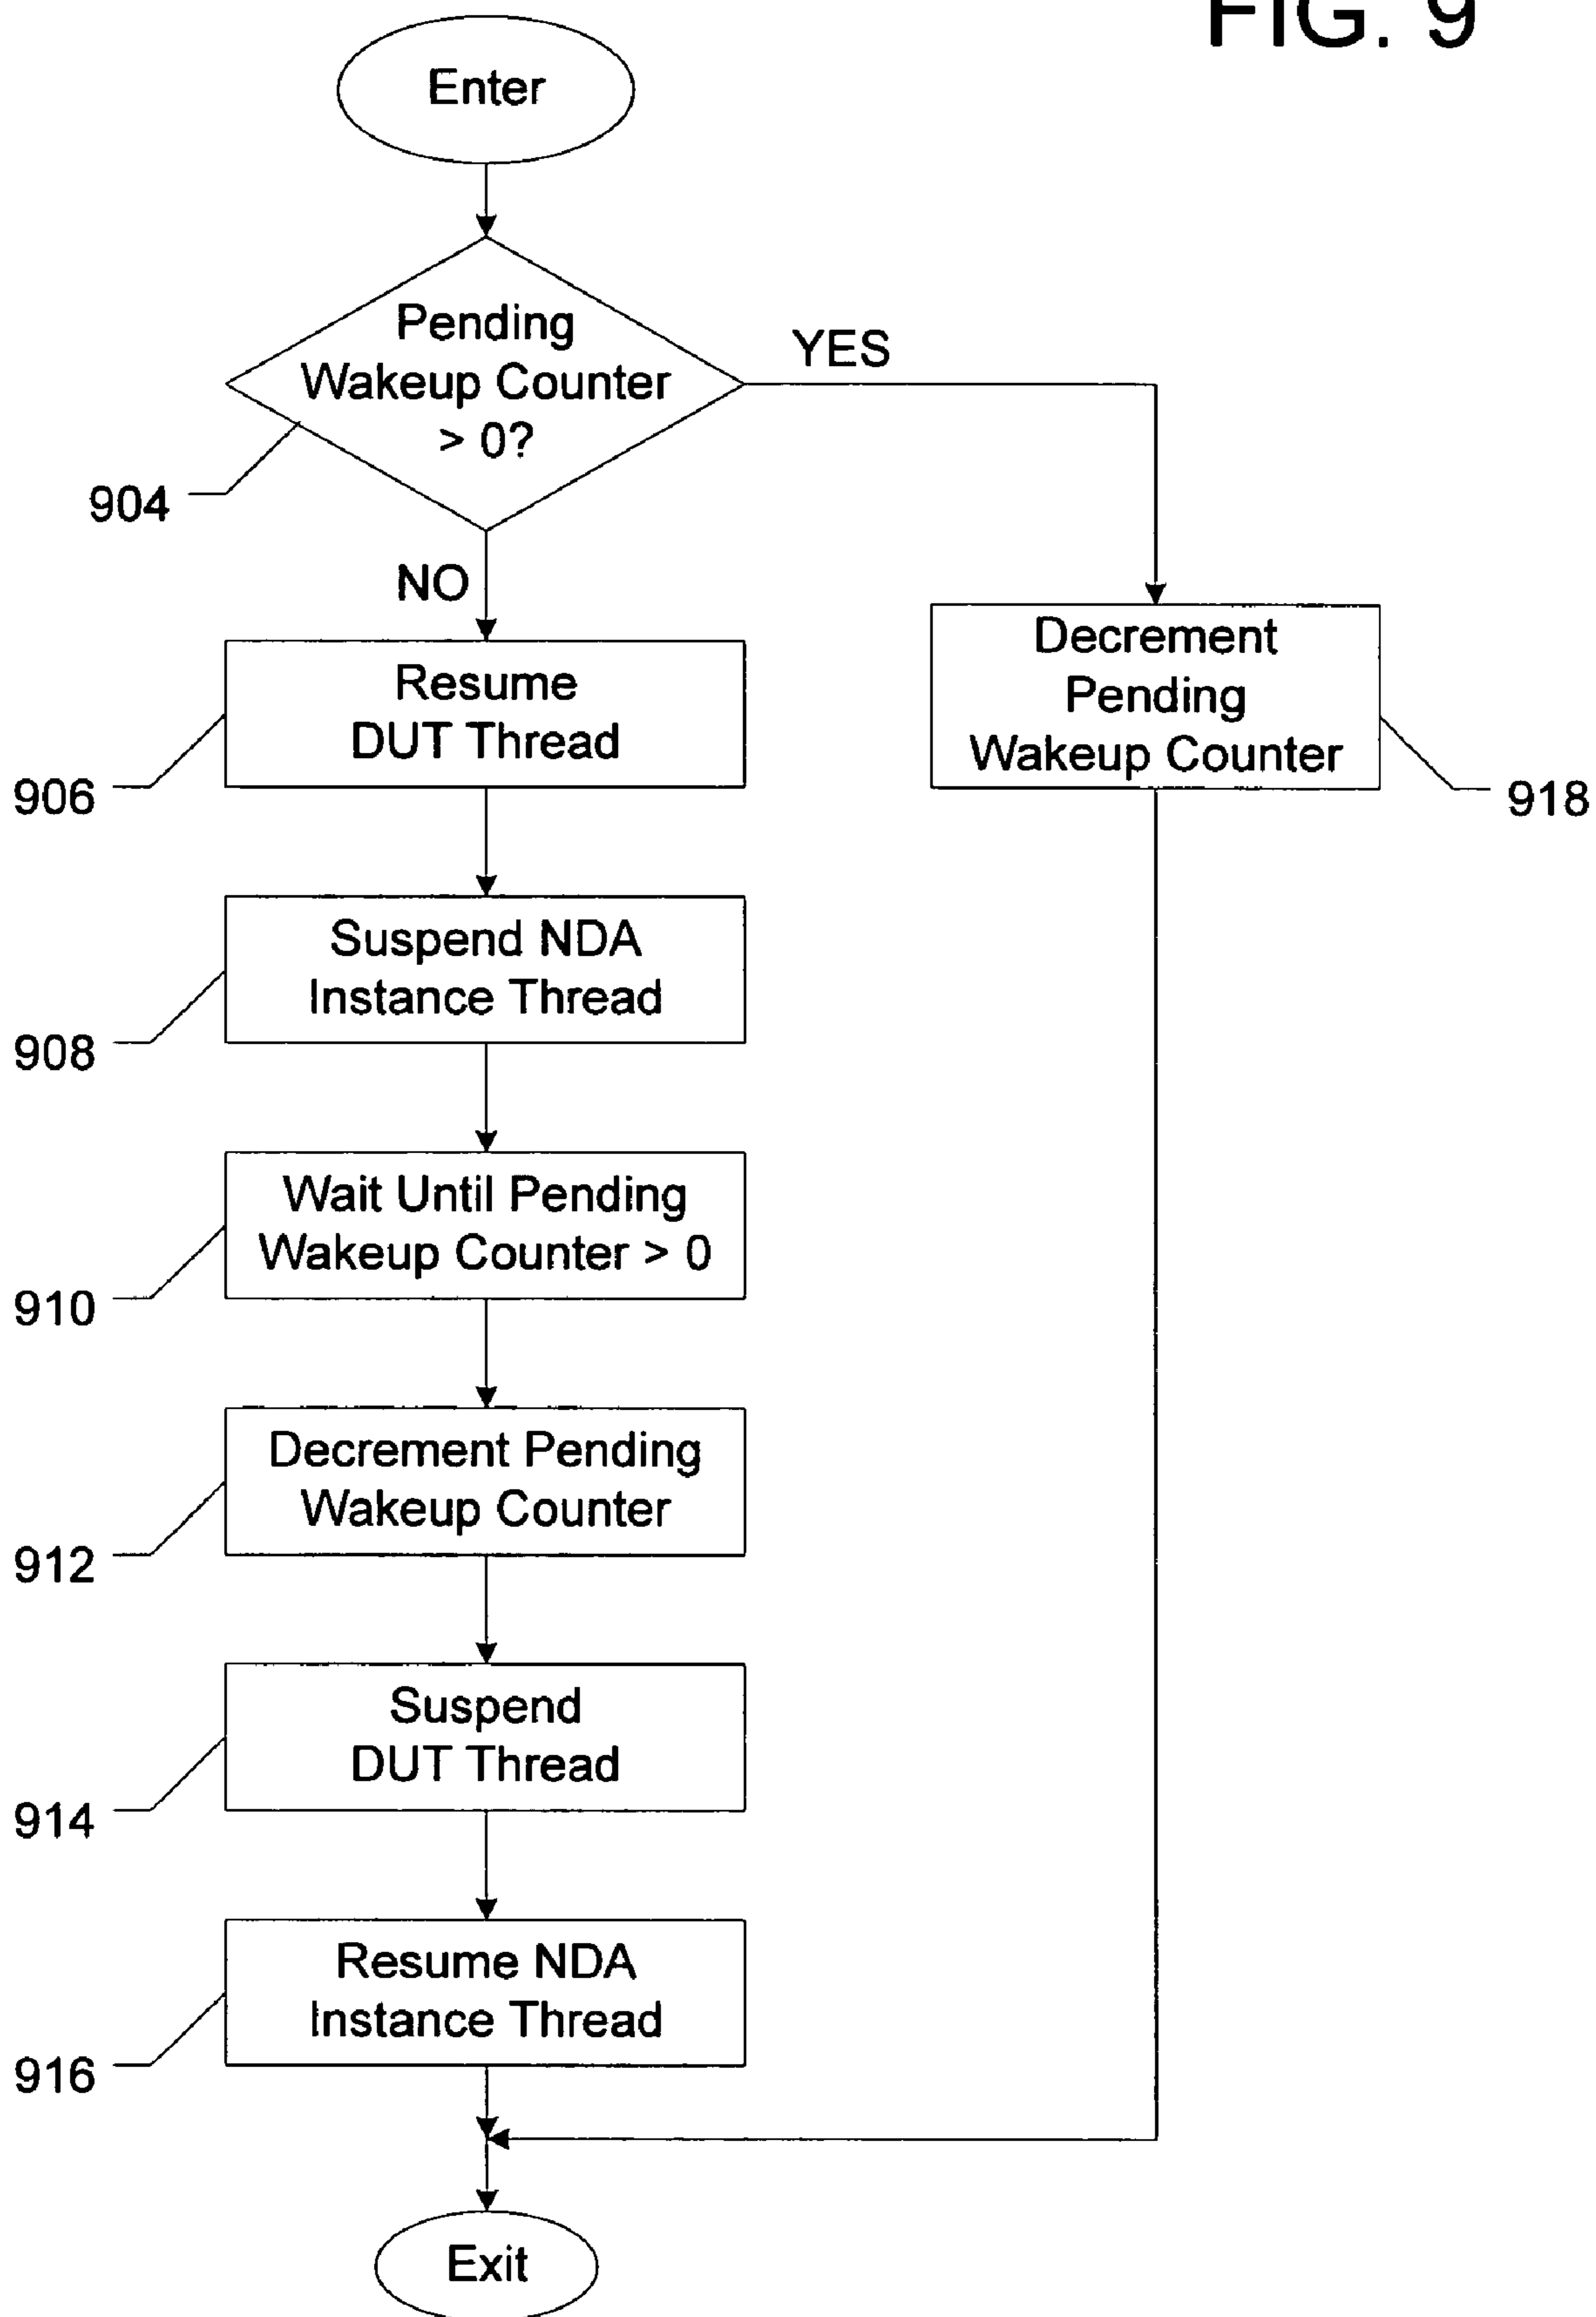 FIG. 9
Enter
Pending
Wakeup Counter
> 0?
YES
904
NO
Resume
DUT Thread
906
Decrement
Pending
Wakeup Counter
918
Suspend NDA
Instance Thread
908
Wait Until Pending
Wakeup Counter > 0
910
Decrement Pending
Wakeup Counter
912
Suspend
DUT Thread
914
Resume NDA
Instance Thread
916
Exit